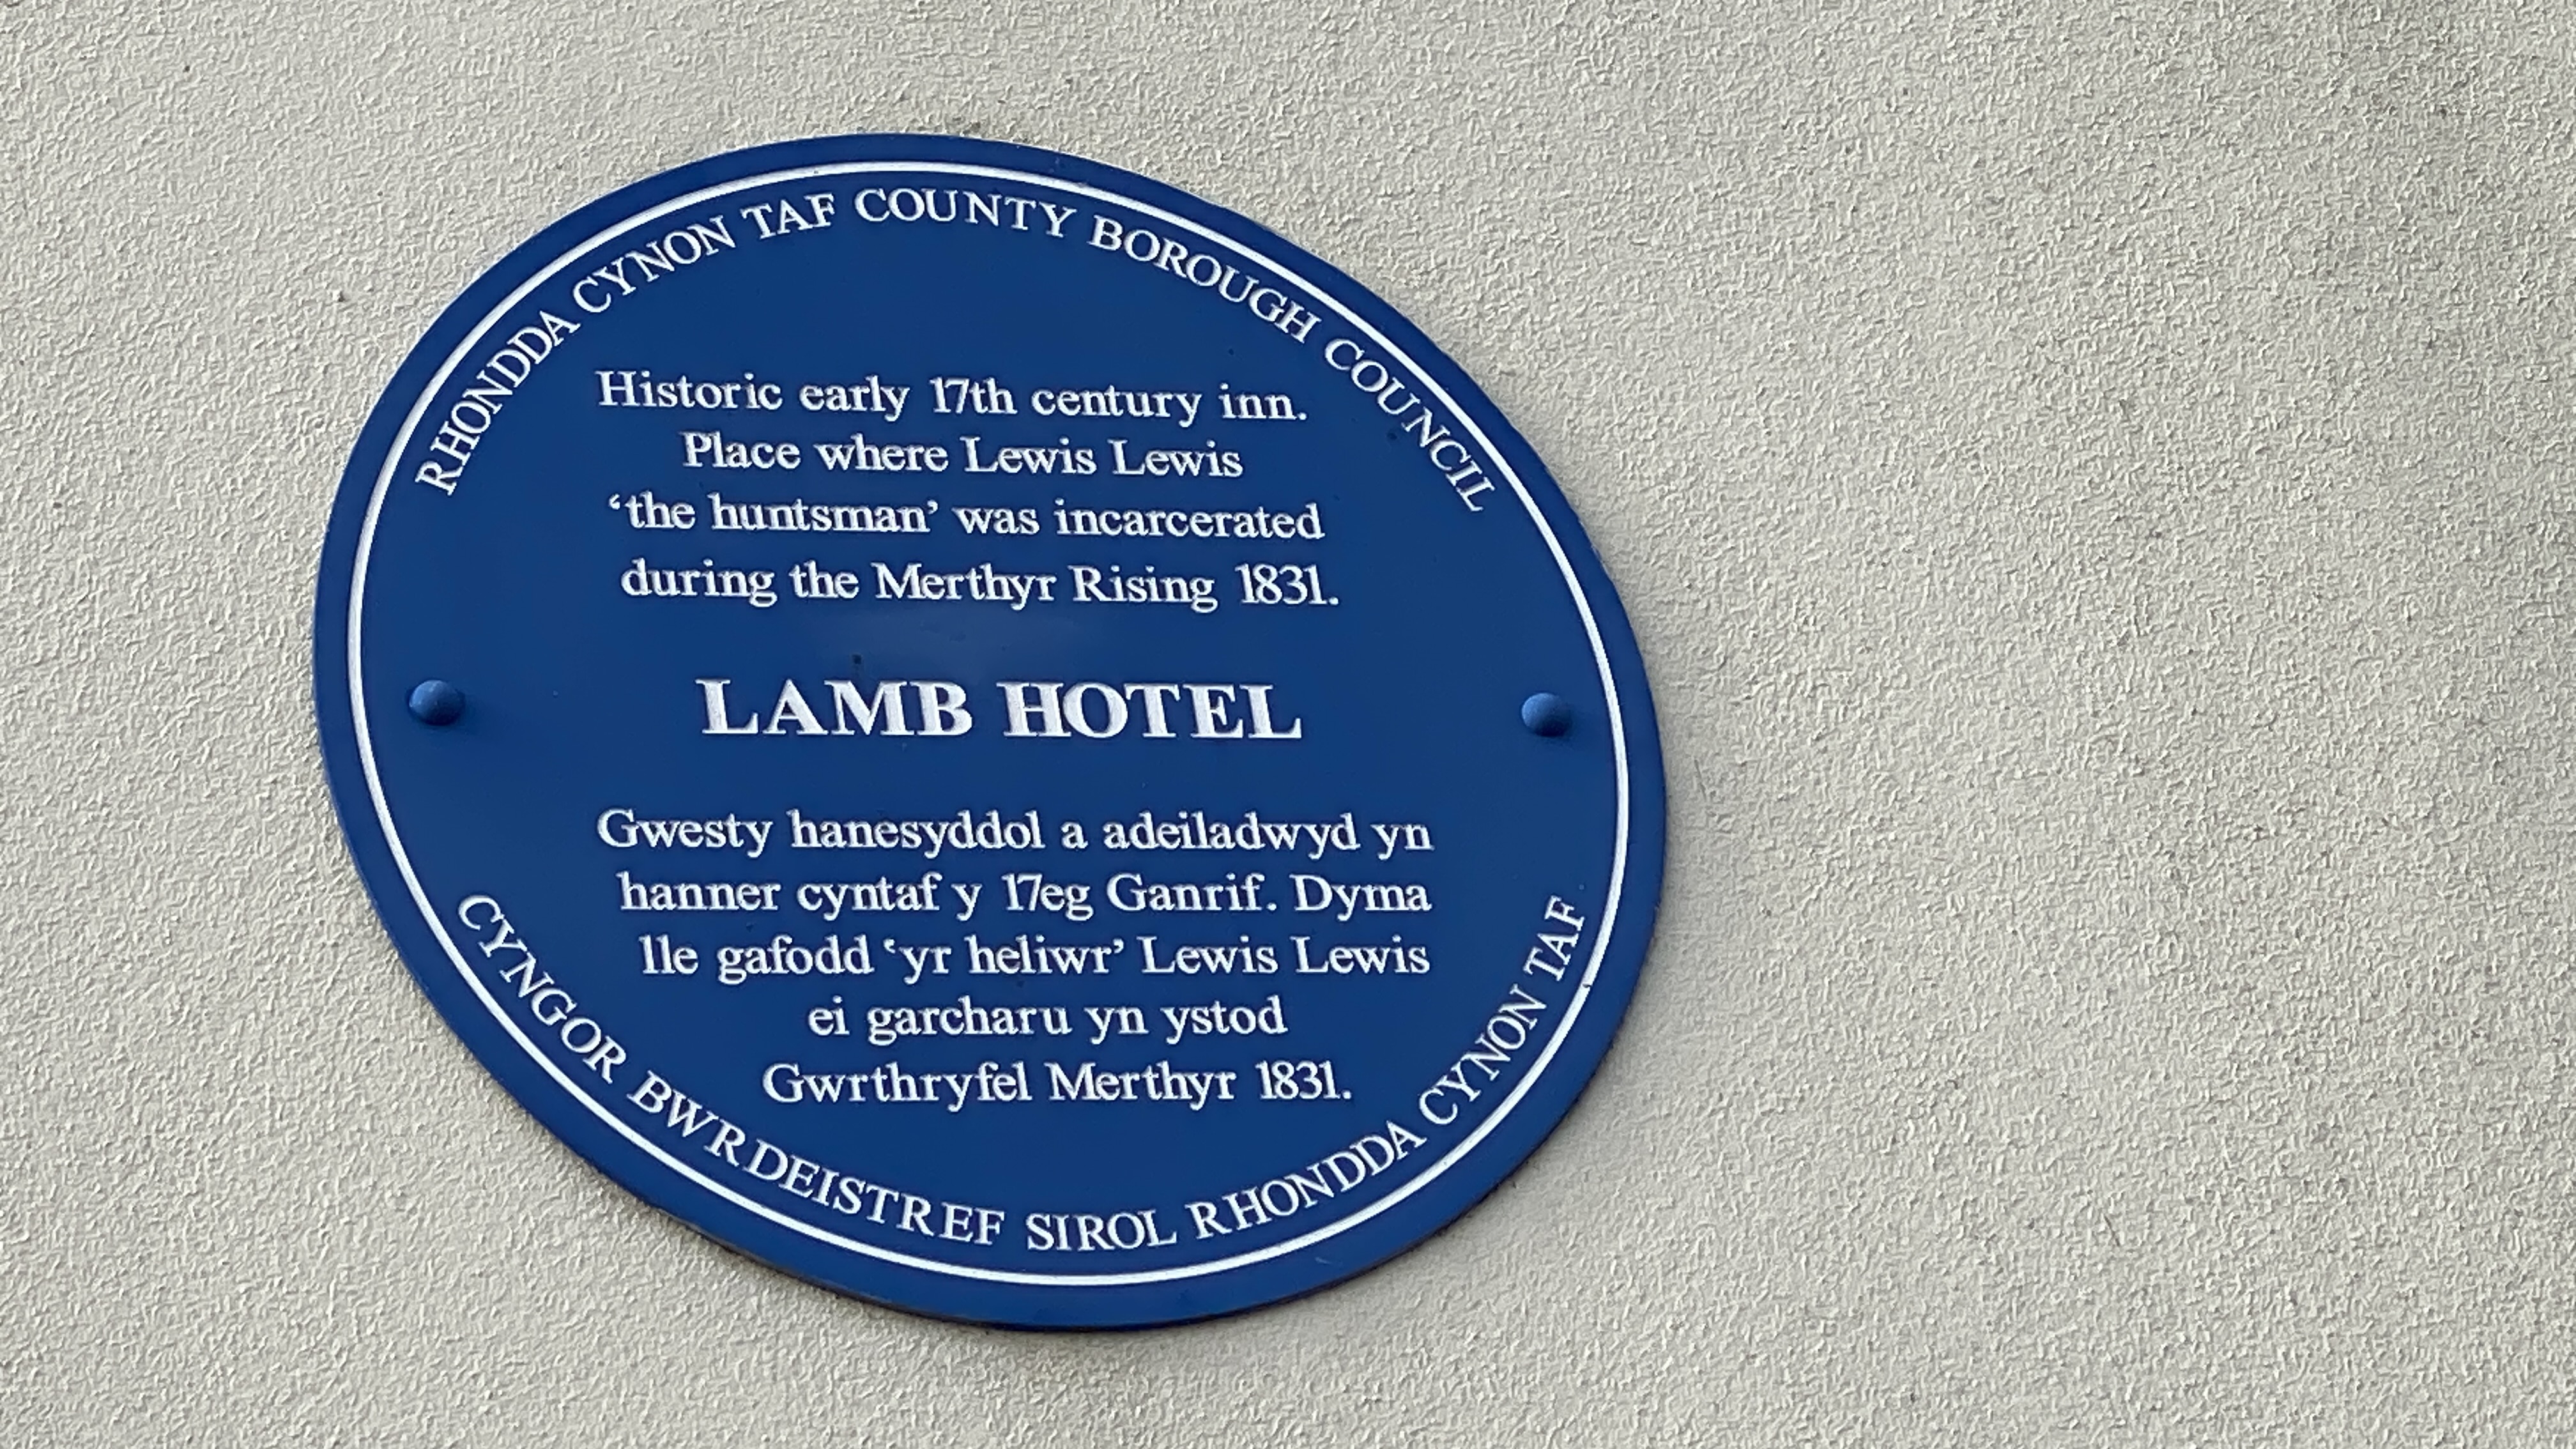 RHONDDA CYNON TAF COUNTY BOROUGH COUNCIL
Historic early 17th century inn.
Place where Lewis Lewis
‘the huntsman’ was incarcerated
during the Merthyr Rising 1831.
LAMB HOTEL
Gwesty hanesyddol a adeiladwyd yn
hanner cyntaf y 17eg Ganrif. Dyma
lle gafodd ‘yr heliwr’ Lewis Lewis
ei garcharu yn ystod
Gwrthryfel Merthyr 1831.
CYNGOR BWRDEISTREF SIROL RHONDDA CYNON TAF